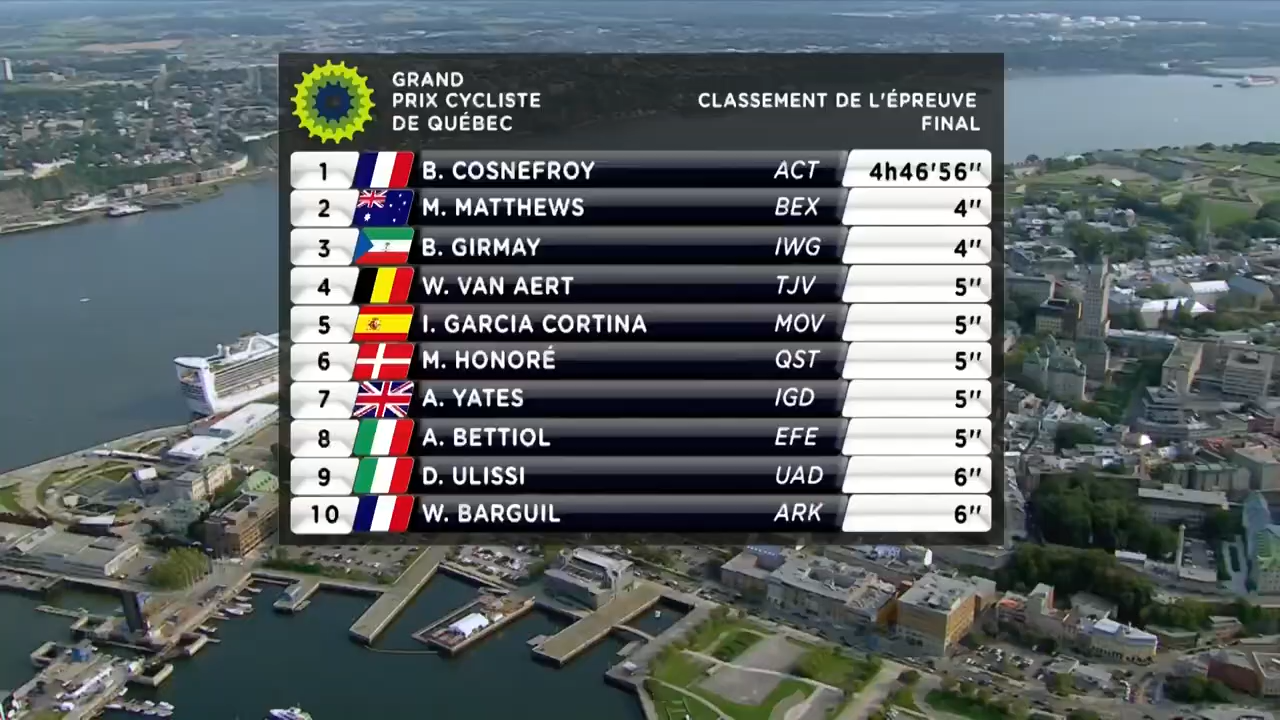 GRAND
PRIX CYCLISTE
DE QUÉBEC
CLASSEMENT DE L'ÉPREUVE
FINAL
1 B. COSNEFROY ACT 4h46'56''
2 M. MATTHEWS BEX 4''
3 B. GIRMAY IWG 4''
4 W. VAN AERT TJV 5''
5 I. GARCIA CORTINA MOV 5''
6 M. HONORÉ QST 5''
7 A. YATES IGD 5''
8 A. BETTIOL EFE 5''
9 D. ULISSI UAD 6''
10 W. BARGUIL ARK 6''